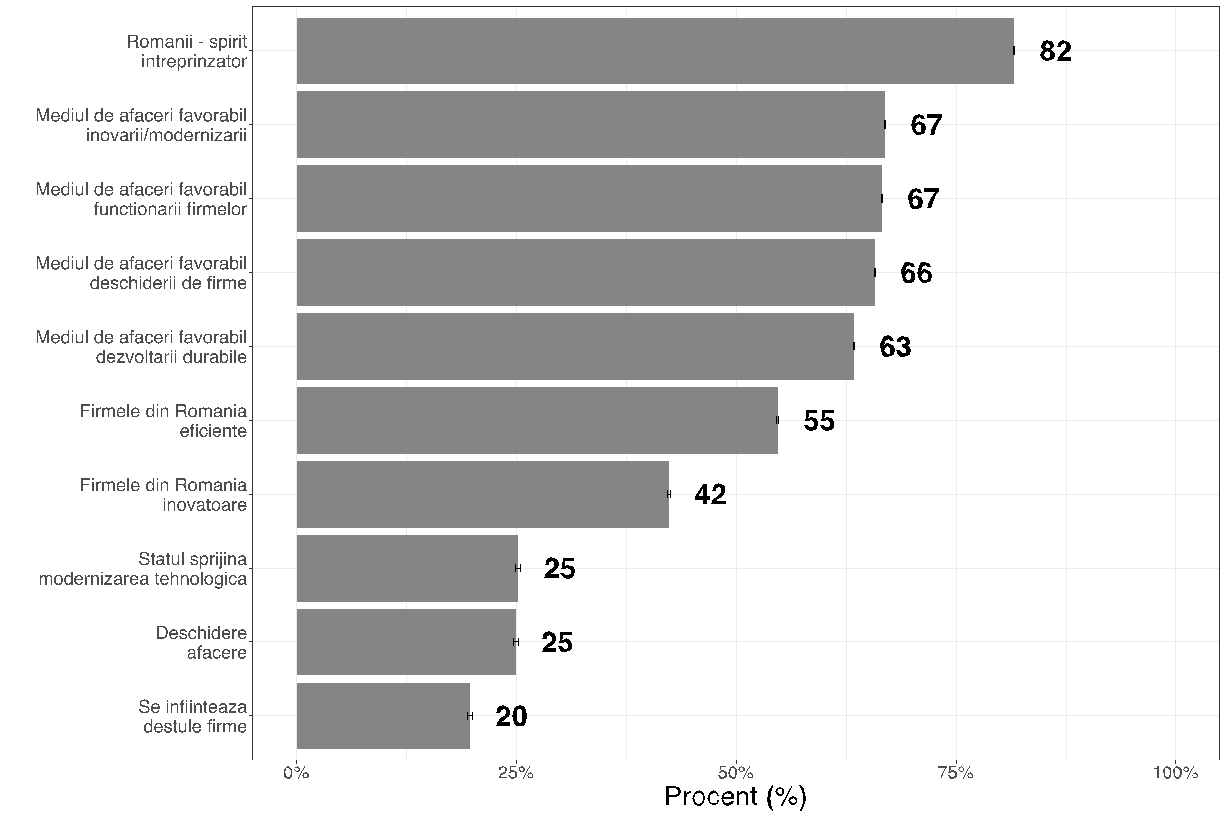 Romanii - spirit
intreprinzator
82
Mediul de afaceri favorabil
inovarii/modernizarii
67
Mediul de afaceri favorabil
functionarii firmelor
67
Mediul de afaceri favorabil
deschiderii de firme
66
Mediul de afaceri favorabil
dezvoltarii durabile
63
Firmele din Romania
eficiente
55
Firmele din Romania
inovatoare
42
Statul sprijina
modernizarea tehnologica
25
Deschidere
afacere
25
Se infiinteaza
destule firme
20
0% 25% 50% 75% 100%
Procent (%)